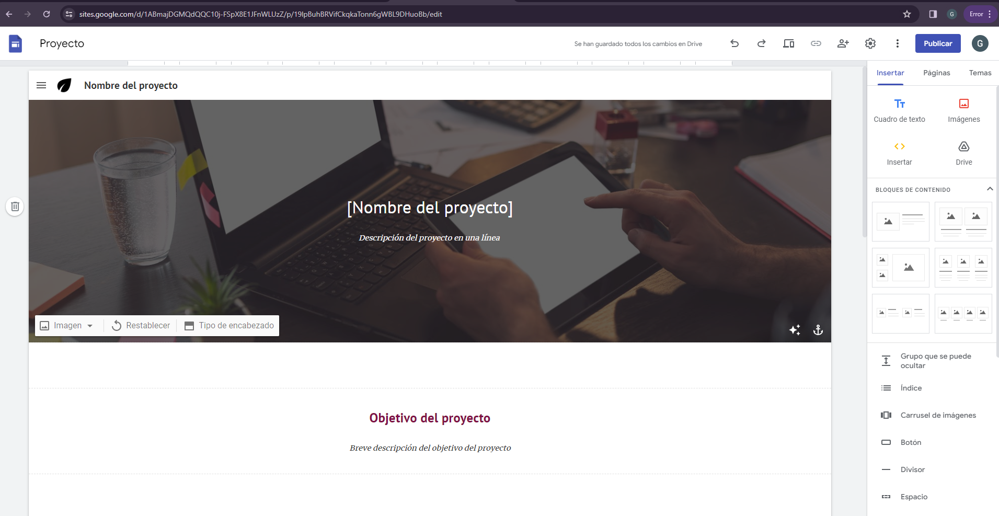 sites.google.com/d/1ABmajDGMQdQQC10j-FSpX8E1JFnWLUzZ/p/19lpBuhBRVifCkqkaTonn6gWBL9DHuoBb/edit
G
Error
Proyecto
Se han guardado todos los cambios en Drive
Publicar
G
Nombre del proyecto
[Nombre del proyecto]
Descripción del proyecto en una línea
Imagen
Restablecer
Tipo de encabezado
Objetivo del proyecto
Breve descripción del objetivo del proyecto
Insertar
Páginas
Temas
Tт
Cuadro de texto
Imágenes
Insertar
Drive
BLOQUES DE CONTENIDO
Grupo que se puede
ocultar
Índice
Carrusel de imágenes
Botón
Divisor
Espacio